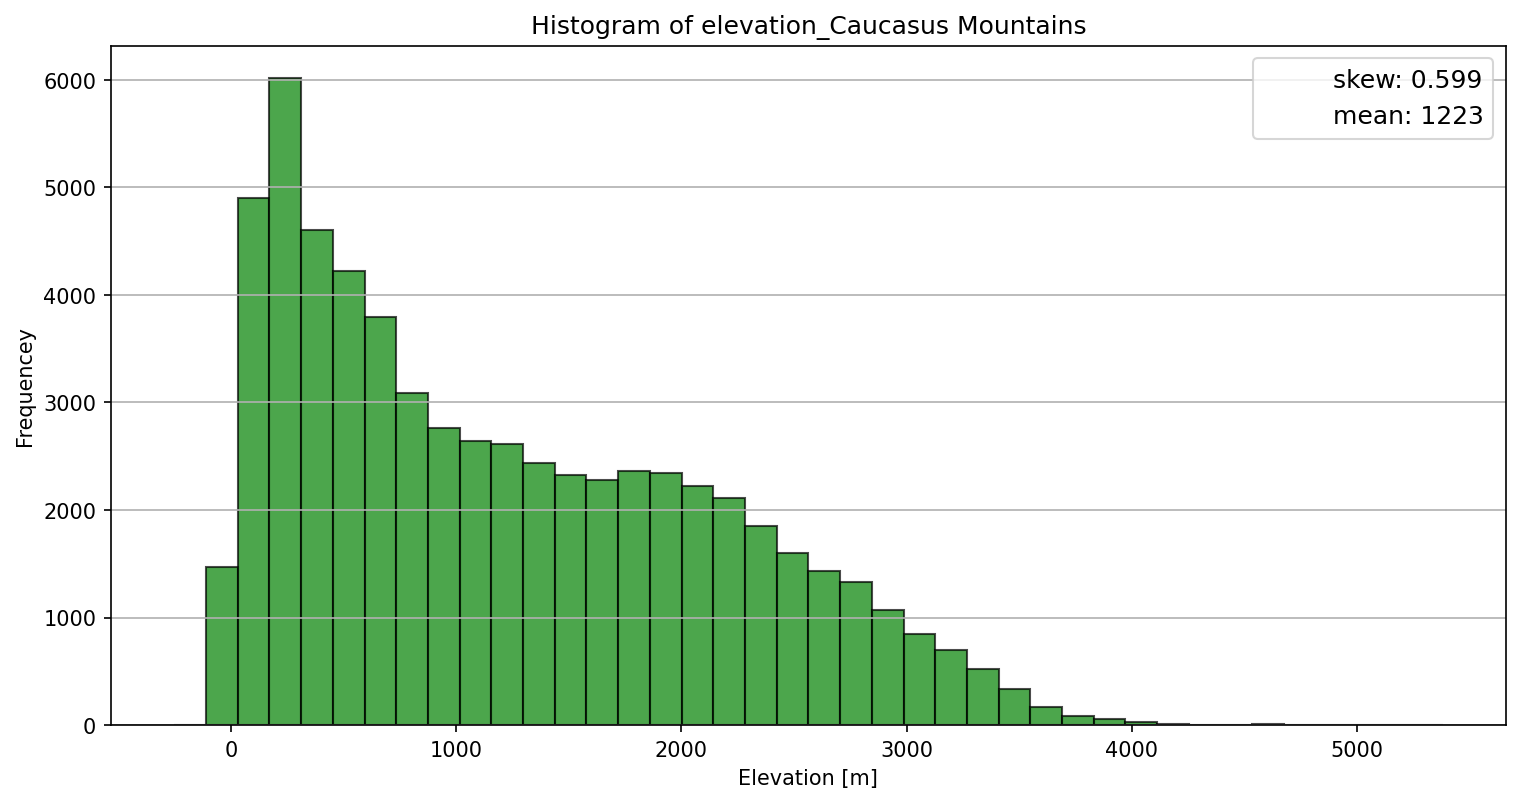 Histogram of elevation_Caucasus Mountains
skew: 0.599
mean: 1223
Frequencey
6000
5000
4000
3000
2000
1000
0
0 1000 2000 3000 4000 5000
Elevation [m]